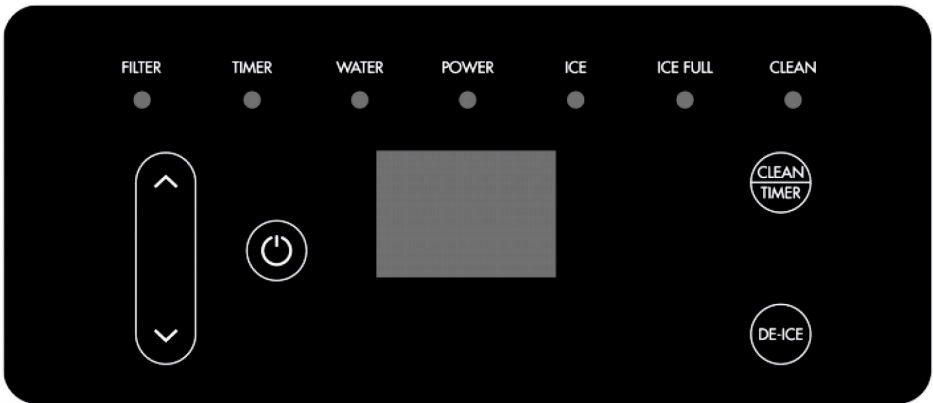 FILTER TIMER WATER POWER ICE ICE FULL CLEAN
CLEAN
TIMER
DE-ICE